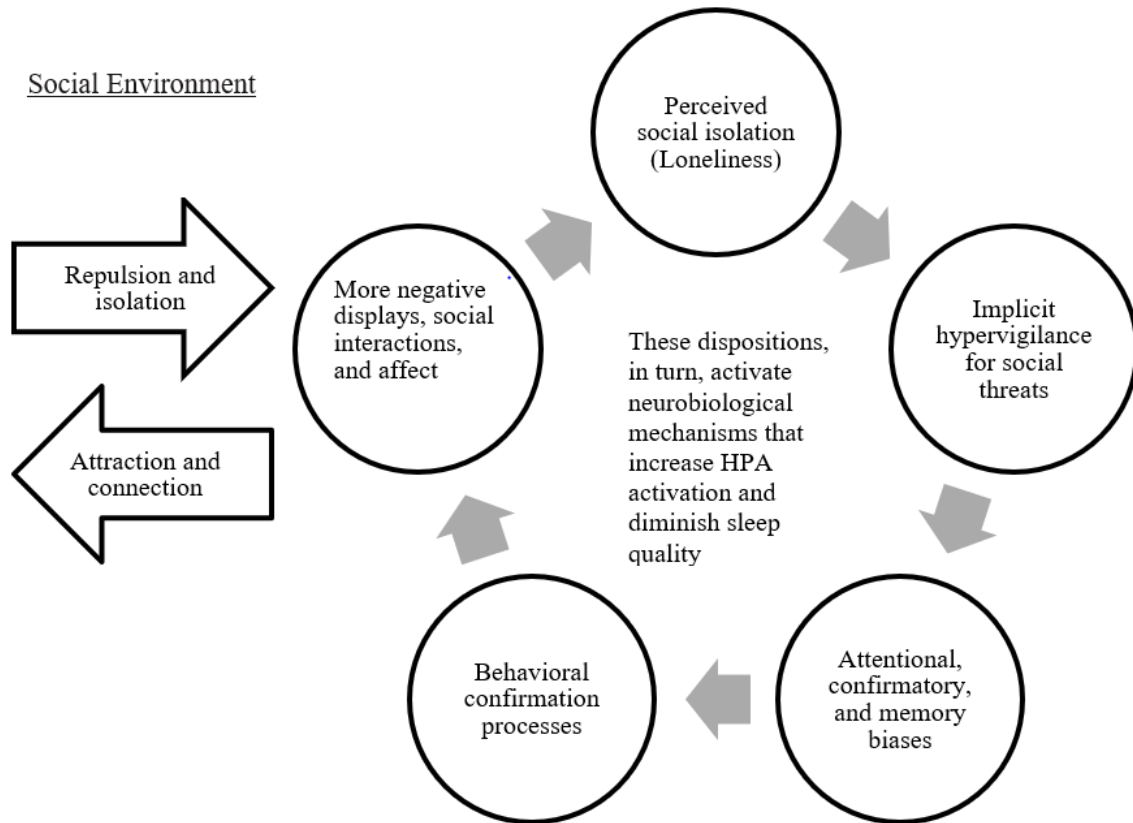 Social Environment
Perceived
social isolation
(Loneliness)
Repulsion and
isolation
More negative
displays, social
interactions,
and affect
Implicit
hypervigilance
for social
threats
These dispositions,
in turn, activate
neurobiological
mechanisms that
increase HPA
activation and
diminish sleep
quality
Attraction and
connection
Behavioral
confirmation
processes
Attentional,
confirmatory,
and memory
biases